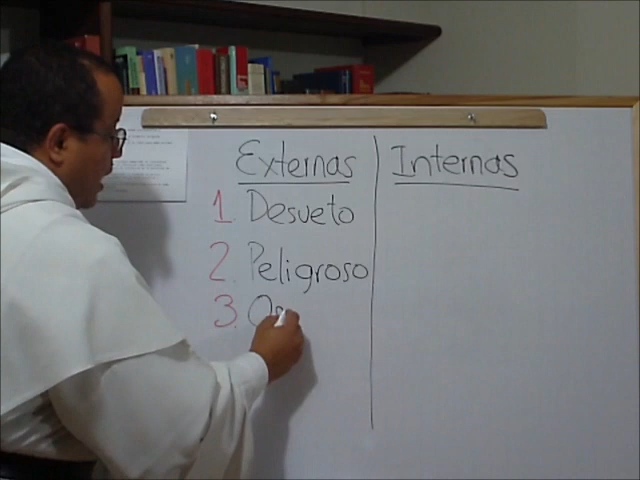 Externas Internas
1. Desueto
2. Peligroso
3.